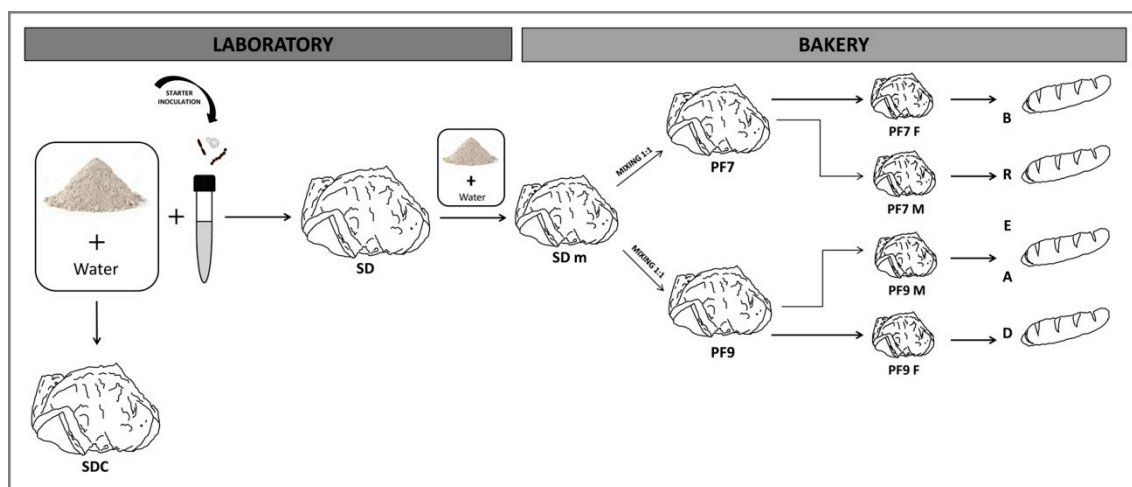 LABORATORY
BAKERY
STARTER
INOCULATION
+
Water
+
SD
+
Water
SD m
MIXING 1:1
MIXING 1:1
PF7
PF9
PF7 F
PF7 M
PF9 M
PF9 F
B
R
E
A
D
SDC